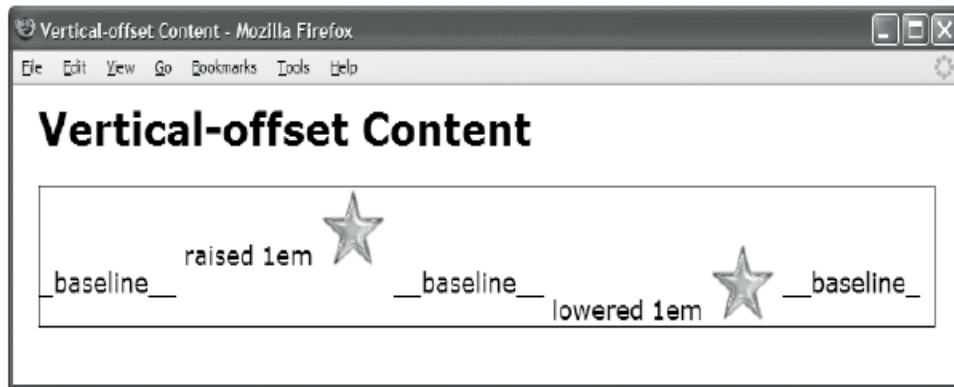 Vertical-offset Content - Mozilla Firefox
File Edit View Go Bookmarks Tools Help
Vertical-offset Content
_baseline__ raised 1em __baseline__ lowered 1em __baseline_